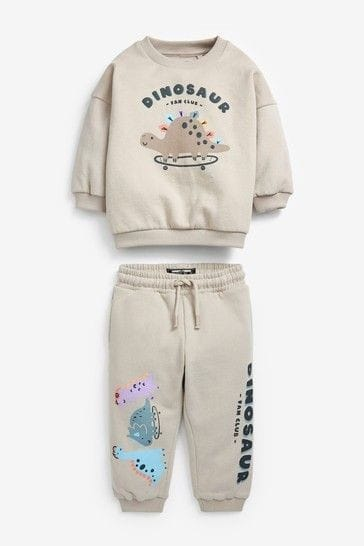 DINOSAUR
- FAN CLUB -
DINOSAUR
- FAN CLUB -